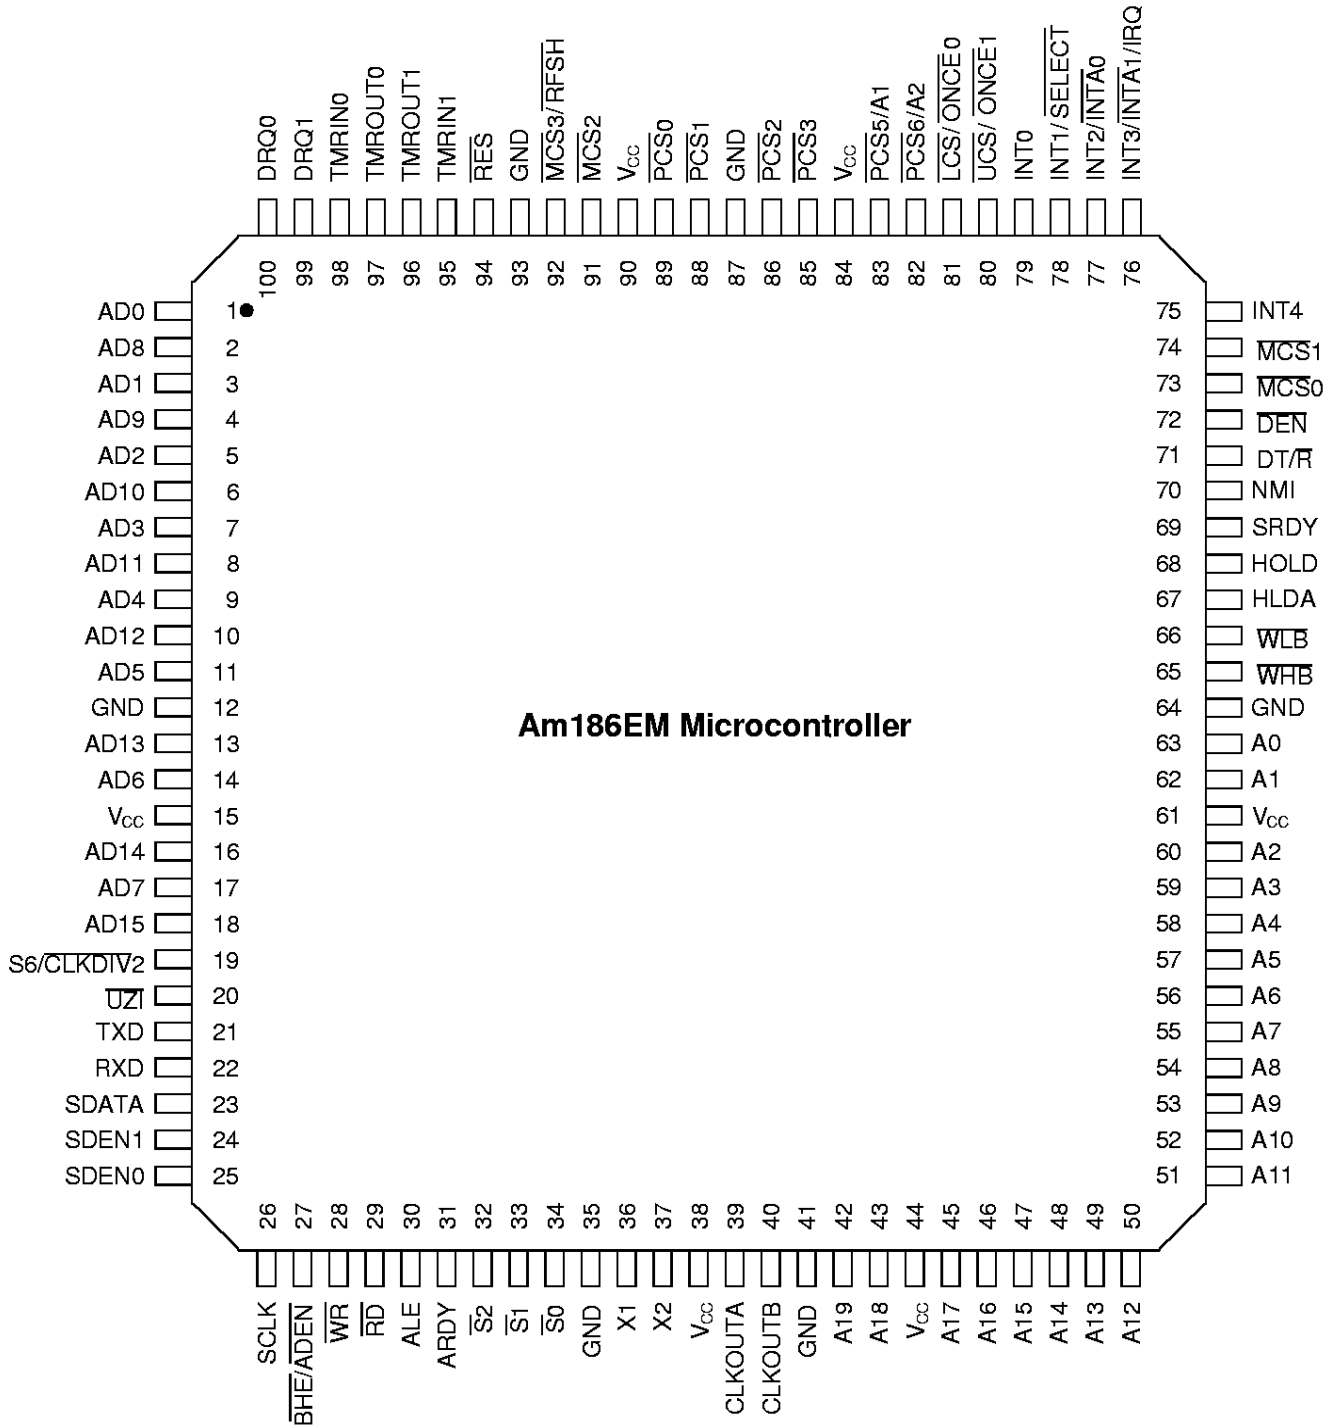 DRQ0
DRQ1
TMRIN0
TMROUT0
TMROUT1
TMRIN1
RES
GND
MCS3/RFSH
MCS2
VCC
PCS0
PCS1
GND
PCS2
PCS3
VCC
PCS5/A1
PCS6/A2
LCS/ONCE0
UCS/ ONCE1
INT0
INT1/SELECT
INT2/INTA0
INT3/INTA1/IRQ
100
99
98
97
96
95
94
93
92
91
90
89
88
87
86
85
84
83
82
81
80
79
78
77
76
AD0 1 75 INT4
AD8 2 74 MCS1
AD1 3 73 MCS0
AD9 4 72 DEN
AD2 5 71 DT/R
AD10 6 70 NMI
AD3 7 69 SRDY
AD11 8 68 HOLD
AD4 9 67 HLDA
AD12 10 66 WLB
AD5 11 65 WHB
GND 12 64 GND
Am186EM Microcontroller
AD13 13 63 A0
AD6 14 62 A1
VCC 15 61 VCC
AD14 16 60 A2
AD7 17 59 A3
AD15 18 58 A4
S6/CLKDIV2 19 57 A5
UZI 20 56 A6
TXD 21 55 A7
RXD 22 54 A8
SDATA 23 53 A9
SDEN1 24 52 A10
SDEN0 25 51 A11
26
27
28
29
30
31
32
33
34
35
36
37
38
39
40
41
42
43
44
45
46
47
48
49
50
SCLK
BHE/ADEN
WR
RD
ALE
ARDY
S2
S1
S0
GND
X1
X2
VCC
CLKOUTA
CLKOUTB
GND
A19
A18
VCC
A17
A16
A15
A14
A13
A12